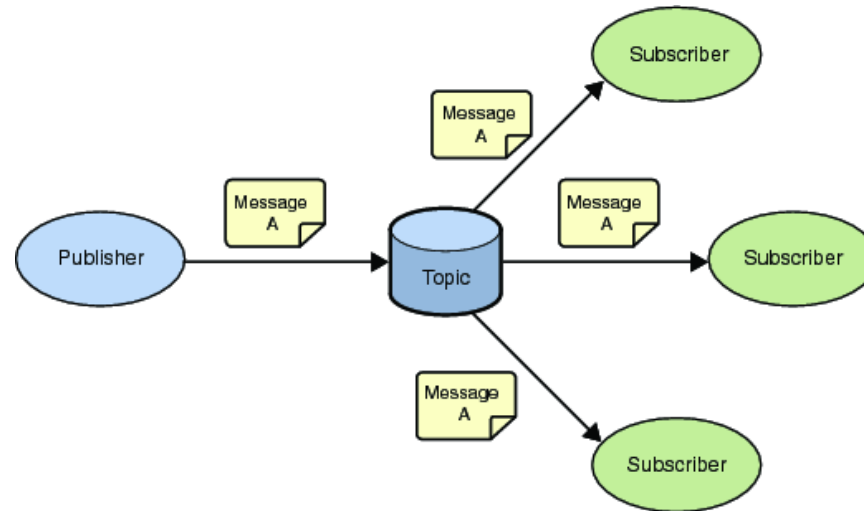 Subscriber
Message
A
Message
A
Message
A
Publisher
Topic
Subscriber
Message
A
Subscriber